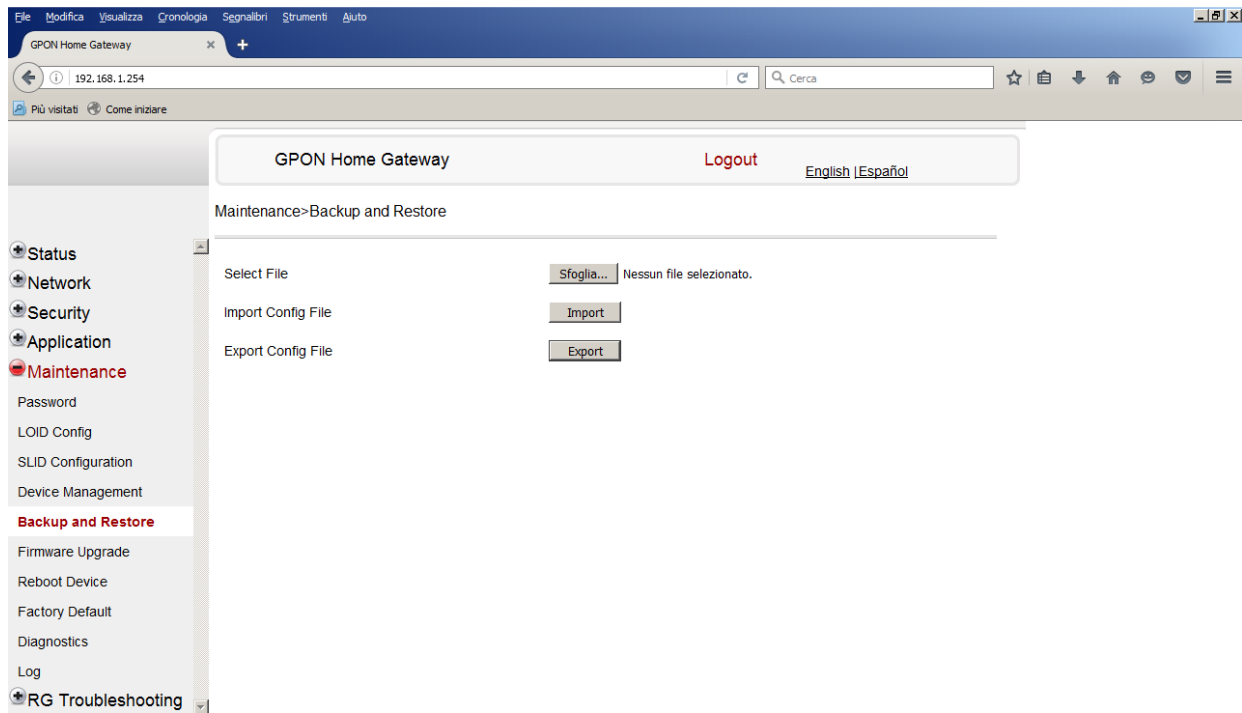 File Modifica Visualizza Cronologia Segnalibri Strumenti Aiuto
GPON Home Gateway
192.168.1.254
Cerca
Più visitati Come iniziare
GPON Home Gateway Logout English |Español
Maintenance>Backup and Restore
Status
Network
Security
Application
Maintenance
Password
LOID Config
SLID Configuration
Device Management
Backup and Restore
Firmware Upgrade
Reboot Device
Factory Default
Diagnostics
Log
RG Troubleshooting
Select File Sfoglia... Nessun file selezionato.
Import Config File Import
Export Config File Export